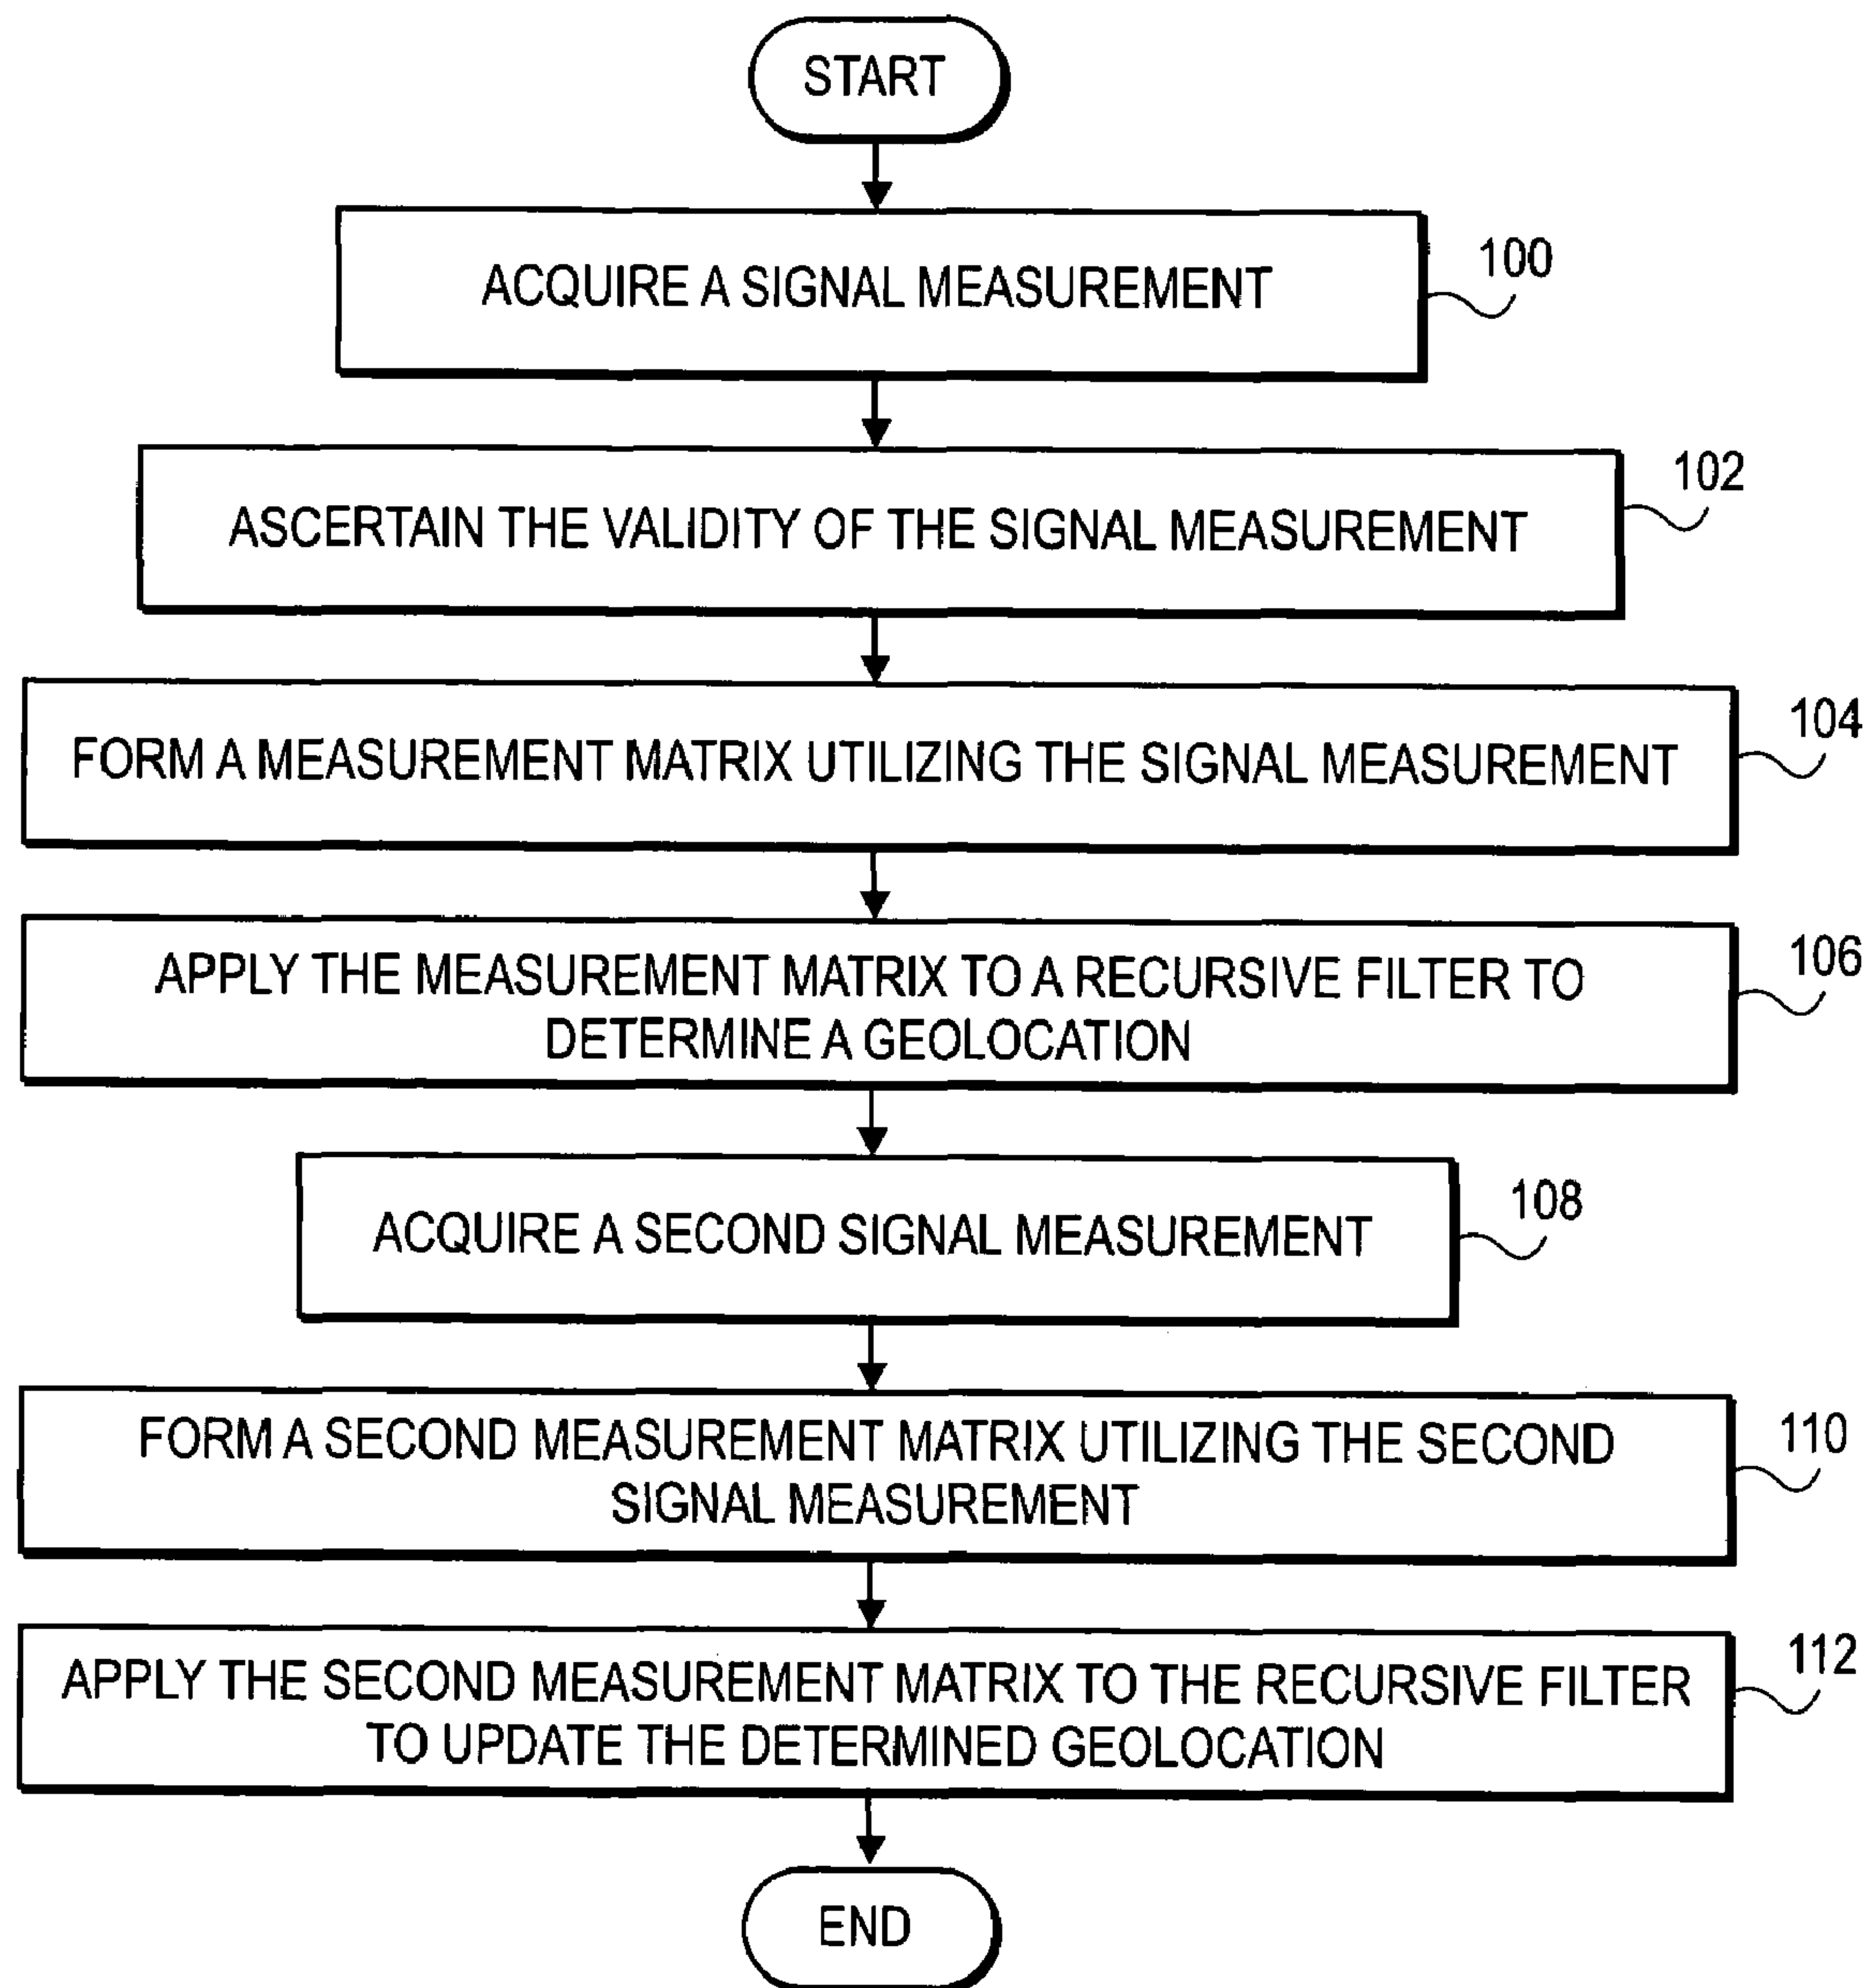 START
ACQUIRE A SIGNAL MEASUREMENT
100
ASCERTAIN THE VALIDITY OF THE SIGNAL MEASUREMENT
102
FORM A MEASUREMENT MATRIX UTILIZING THE SIGNAL MEASUREMENT
104
APPLY THE MEASUREMENT MATRIX TO A RECURSIVE FILTER TO
DETERMINE A GEOLOCATION
106
ACQUIRE A SECOND SIGNAL MEASUREMENT
108
FORM A SECOND MEASUREMENT MATRIX UTILIZING THE SECOND
SIGNAL MEASUREMENT
110
APPLY THE SECOND MEASUREMENT MATRIX TO THE RECURSIVE FILTER
TO UPDATE THE DETERMINED GEOLOCATION
112
END